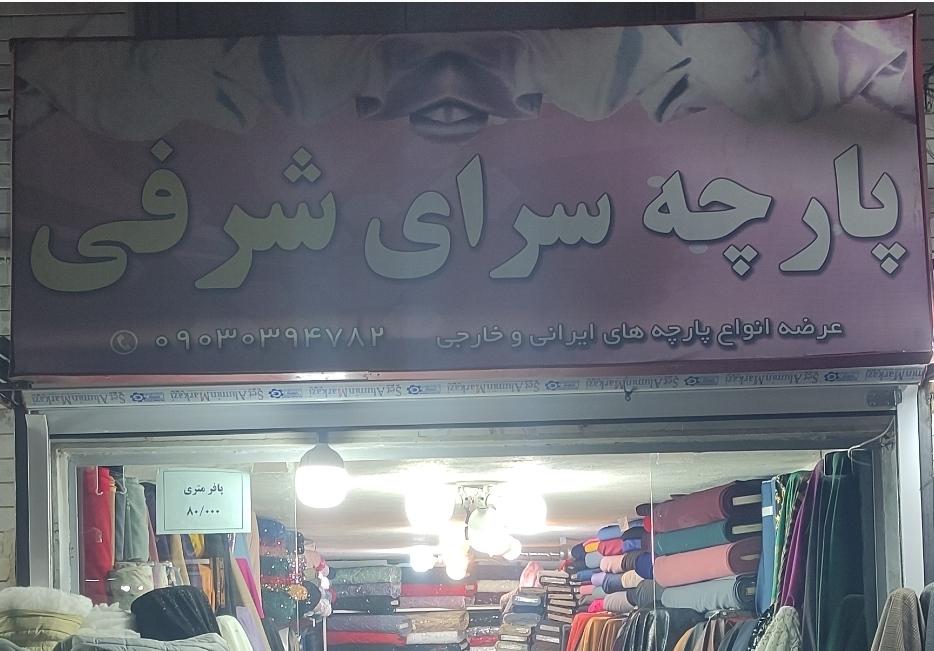 پارچه سرای شرفی
عرضه انواع پارچه های ایرانی و خارجی ۰۹۰۳۰۳۹۴۷۸۲
پافر متری
۸۰/۰۰۰